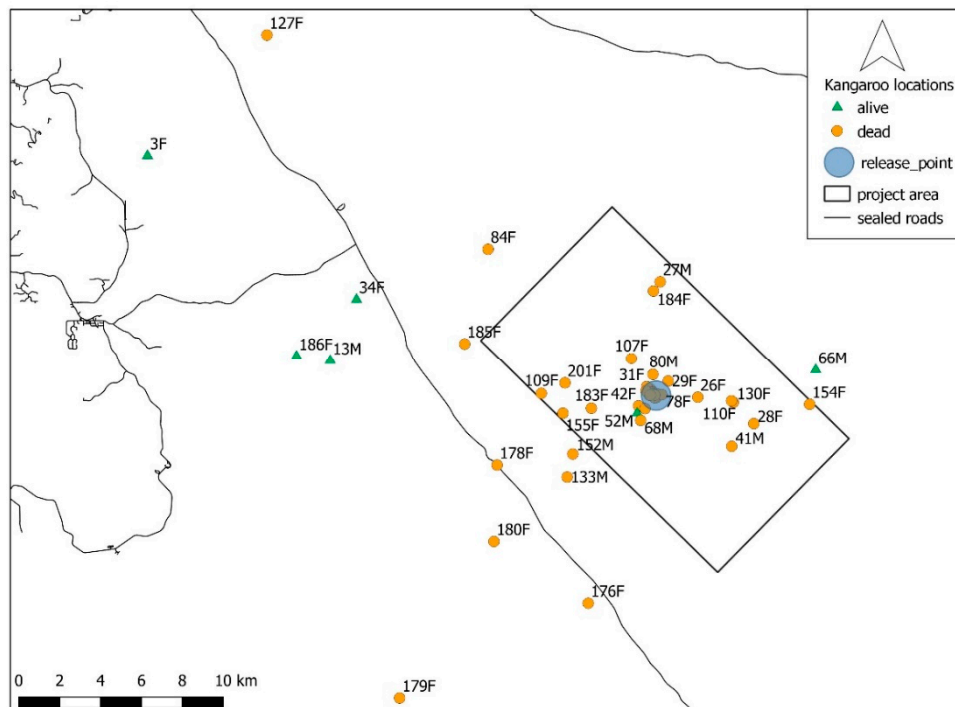 127F
Kangaroo locations
alive
dead
release_point
project area
sealed roads
3F
84F
27M
184F
34F
185F
186F
13M
107F
66M
80M
201F
31F
29F
109F
26F
130F
154F
183F
42F
78F
110F
155F
52M
68M
28F
41M
152M
178F
133M
180F
176F
179F
0 2 4 6 8 10 km